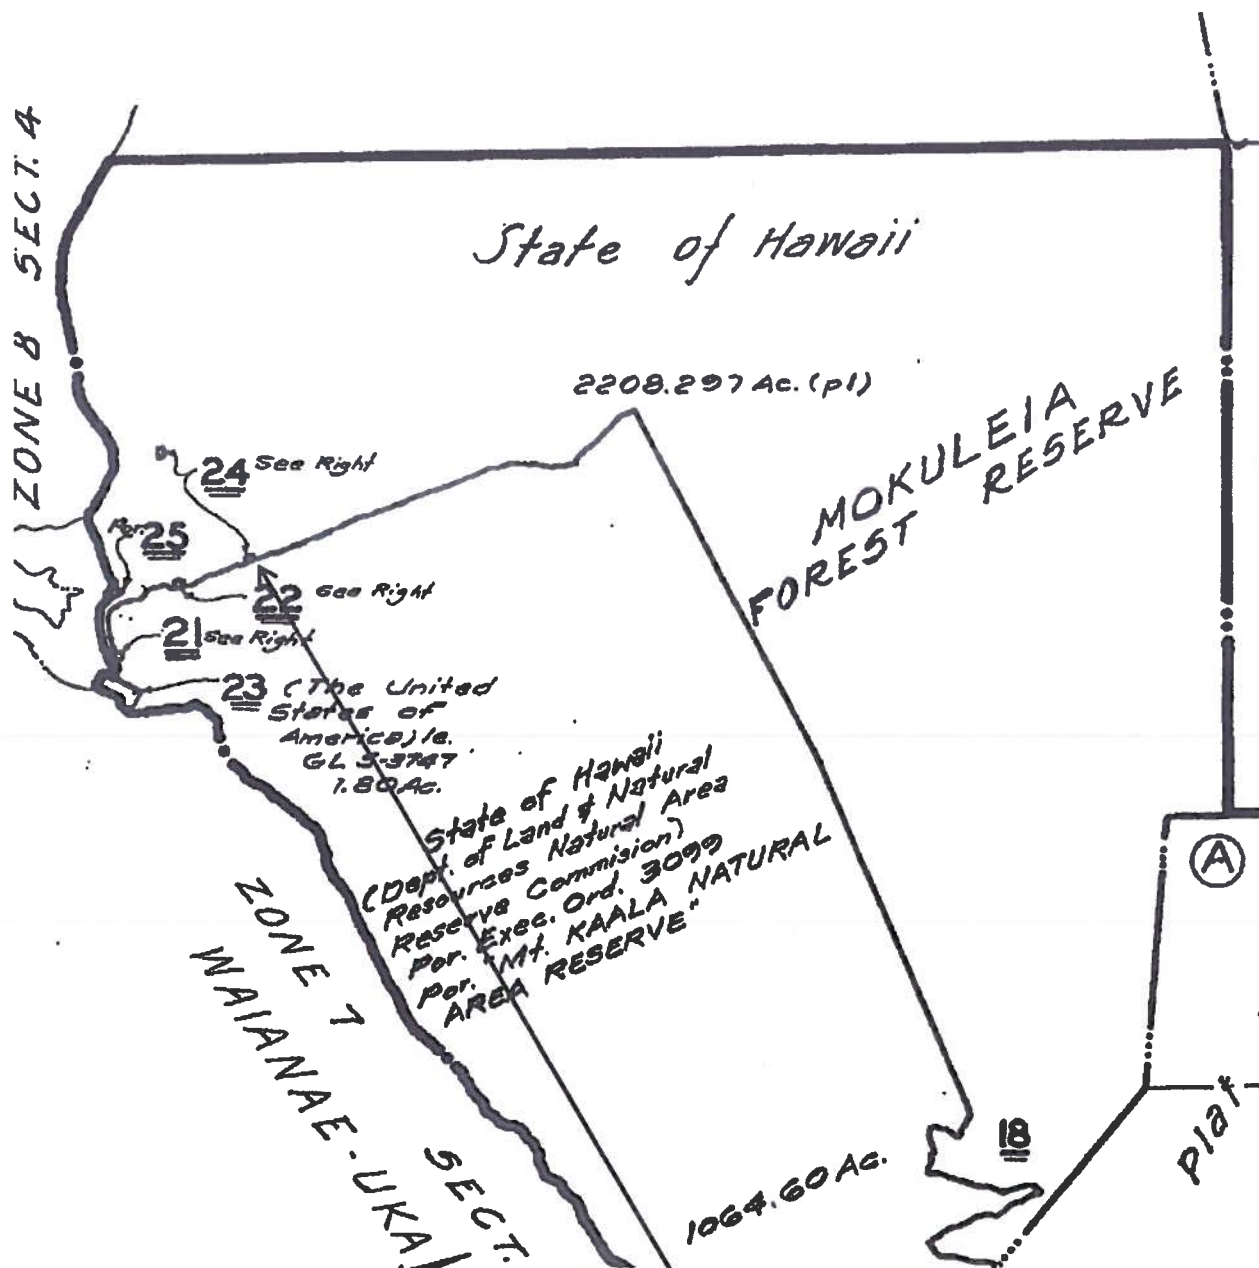 ZONE 8 SECT. 4
State of Hawaii
2208.297 Ac. (pl)
MOKULEIA
FOREST RESERVE
24 See Right
Por. 25
22 See Right
21 See Right
23 (The United
States of
America) le.
GL S-3747
1.80 Ac.
State of Hawaii
(Dept. of Land & Natural
Resources Natural Area
Reserve Commision)
Por. Exec. Ord. 3099
Por. "Mt. KAALA NATURAL
AREA RESERVE"
A
ZONE 7
SECT.
WAIANAE-UKA
18
1064.60 Ac.
Plat